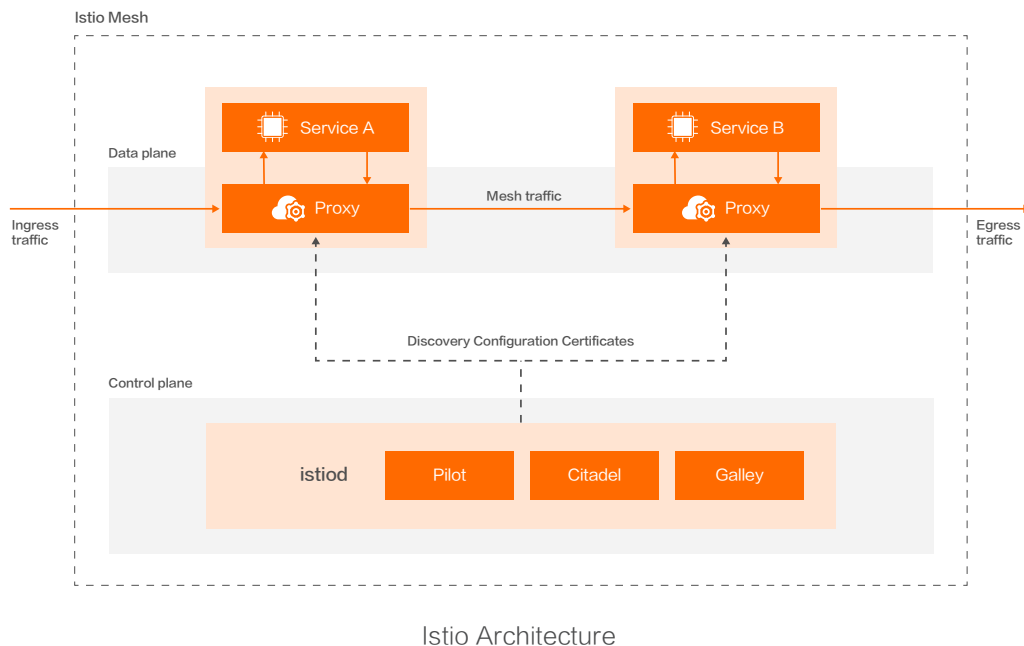 Istio Mesh
Service A
Service B
Data plane
Mesh traffic
Proxy
Proxy
Ingress
traffic
Egress
traffic
Discovery Configuration Certificates
Control plane
istiod
Pilot
Citadel
Galley
Istio Architecture